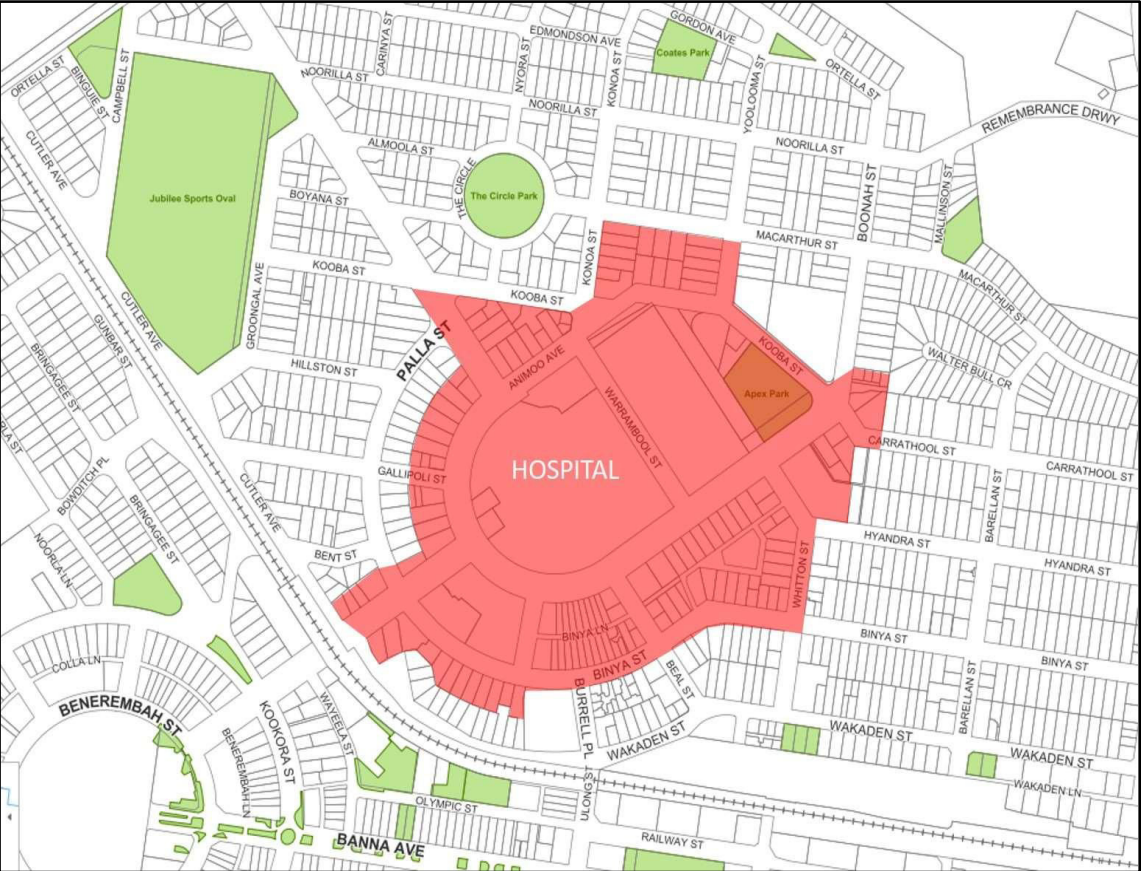 GORDON AVE
EDMONDSON AVE
CARINYA ST
NYORA ST
KONOA ST
Coates Park
YOOLOOMA ST
ORTELLA ST
ORTELLA ST
BINGUIE ST
CAMPBELL ST
NOORILLA ST
NOORILLA ST
NOORILLA ST
REMEMBRANCE DRWY
CUTLER AVE
ALMOOLA ST
THE CIRCLE
The Circle Park
Jubilee Sports Oval
BOYANA ST
BOONAH ST
MALLINSON ST
MACARTHUR ST
KONOA ST
KOOBA ST
KOOBA ST
MACARTHUR ST
GROONGAL AVE
CUTLER AVE
GUNBAR ST
PALLA ST
ANIMOO AVE
KOOBA ST
WALTER BULL CR
HILLSTON ST
BRINGAGEE ST
WARRAMBOOL ST
Apex Park
CARRATHOOL ST
CARRATHOOL ST
HOSPITAL
GALLIPOLI ST
BOWDITCH PL
BRINGAGEE ST
CUTLER AVE
BARELLAN ST
HYANDRA ST
HYANDRA ST
BENT ST
NOORLA LN
WHITTON ST
BINYA LN
BINYA ST
BINYA ST
BINYA ST
COLLA LN
BEAL ST
BURRELL PL
BARELLAN ST
BENEREMBAH ST
KOOKORA ST
WAYEELA ST
BENEREMBAH LN
WAKADEN ST
WAKADEN ST
WAKADEN ST
WAKADEN LN
ULONG ST
OLYMPIC ST
BANNA AVE
RAILWAY ST